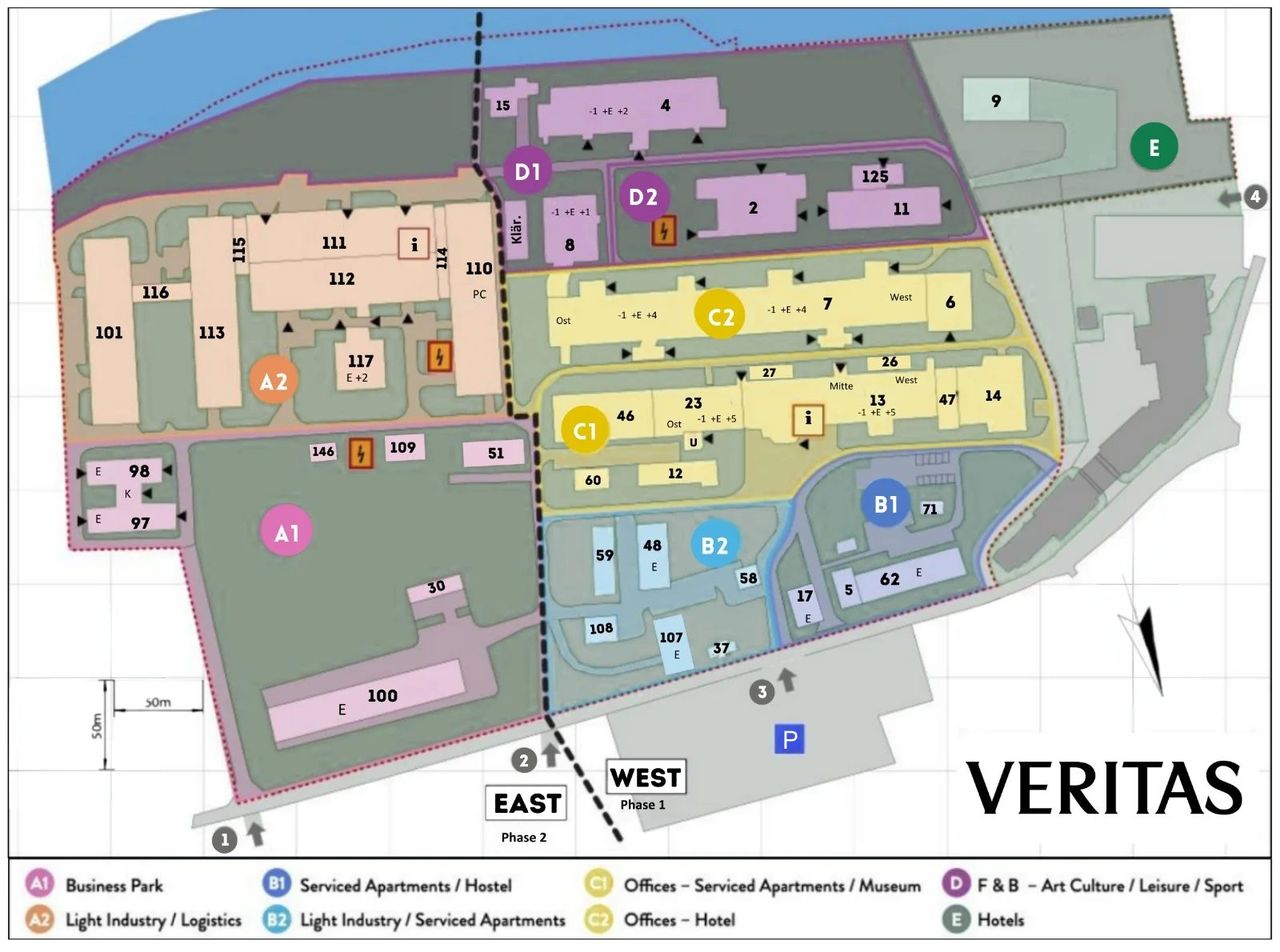 15
4
-1 +E +2
9
E
D1
D2
125
2
11
4
Klär.
-1 +E +1
8
115
111
i
114
112
110
PC
116
101
113
117
E +2
A2
Ost
-1 +E +4
C2
-1 +E +4
7
West
6
27
26
Mitte
West
46
23
Ost
-1 +E +5
13
-1 +E +5
47
14
C1
i
U
60
12
146
109
51
E
98
K
E
97
A1
B1
71
59
48
E
B2
58
5
62
E
17
E
108
107
E
37
30
100
E
50m
50m
3
P
2
WEST
Phase 1
EAST
Phase 2
1
VERITAS
A1 Business Park
B1 Serviced Apartments / Hostel
C1 Offices – Serviced Apartments / Museum
D F & B – Art Culture / Leisure / Sport
A2 Light Industry / Logistics
B2 Light Industry / Serviced Apartments
C2 Offices – Hotel
E Hotels